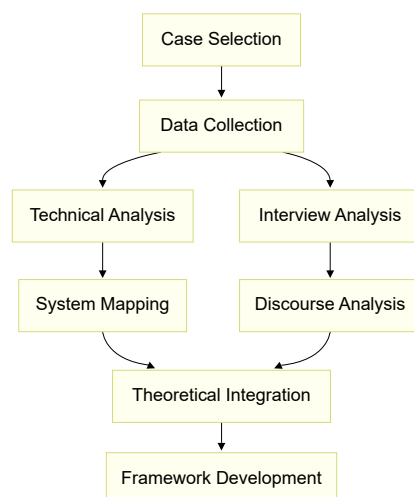 Case Selection
Data Collection
Technical Analysis
Interview Analysis
System Mapping
Discourse Analysis
Theoretical Integration
Framework Development